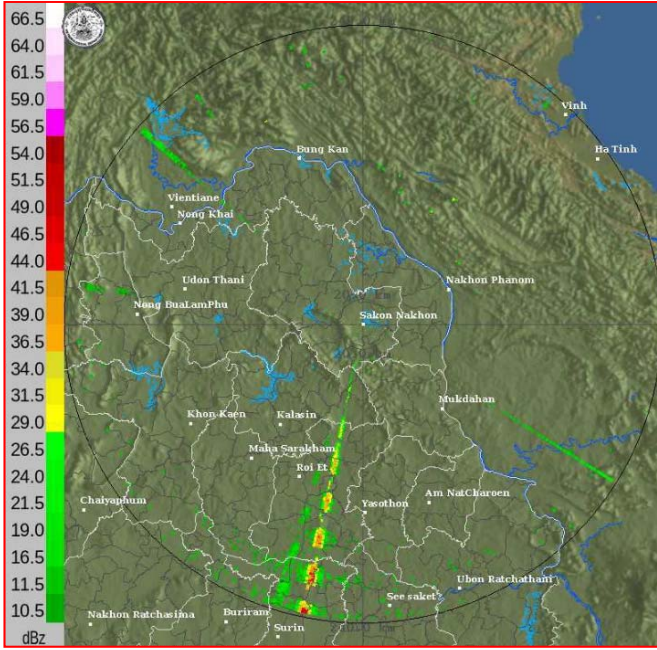 66.5
64.0
61.5
59.0
56.5
54.0
51.5
49.0
46.5
44.0
41.5
39.0
36.5
34.0
31.5
29.0
26.5
24.0
21.5
19.0
16.5
11.5
10.5
dBz
Vinh
Ha Tinh
Bung Kan
Vientiane
Nong Khai
Udon Thani
Nakhon Phanom
Nong BuaLamPhu
Sakon Nakhon
Mukdahan
Khon Kaen
Kalasin
Maha Sarakham
Roi Et
Chaiyaphum
Yasothon
Am NatCharoen
Ubon Ratchathani
See saket
Nakhon Ratchasima
Buriram
Surin